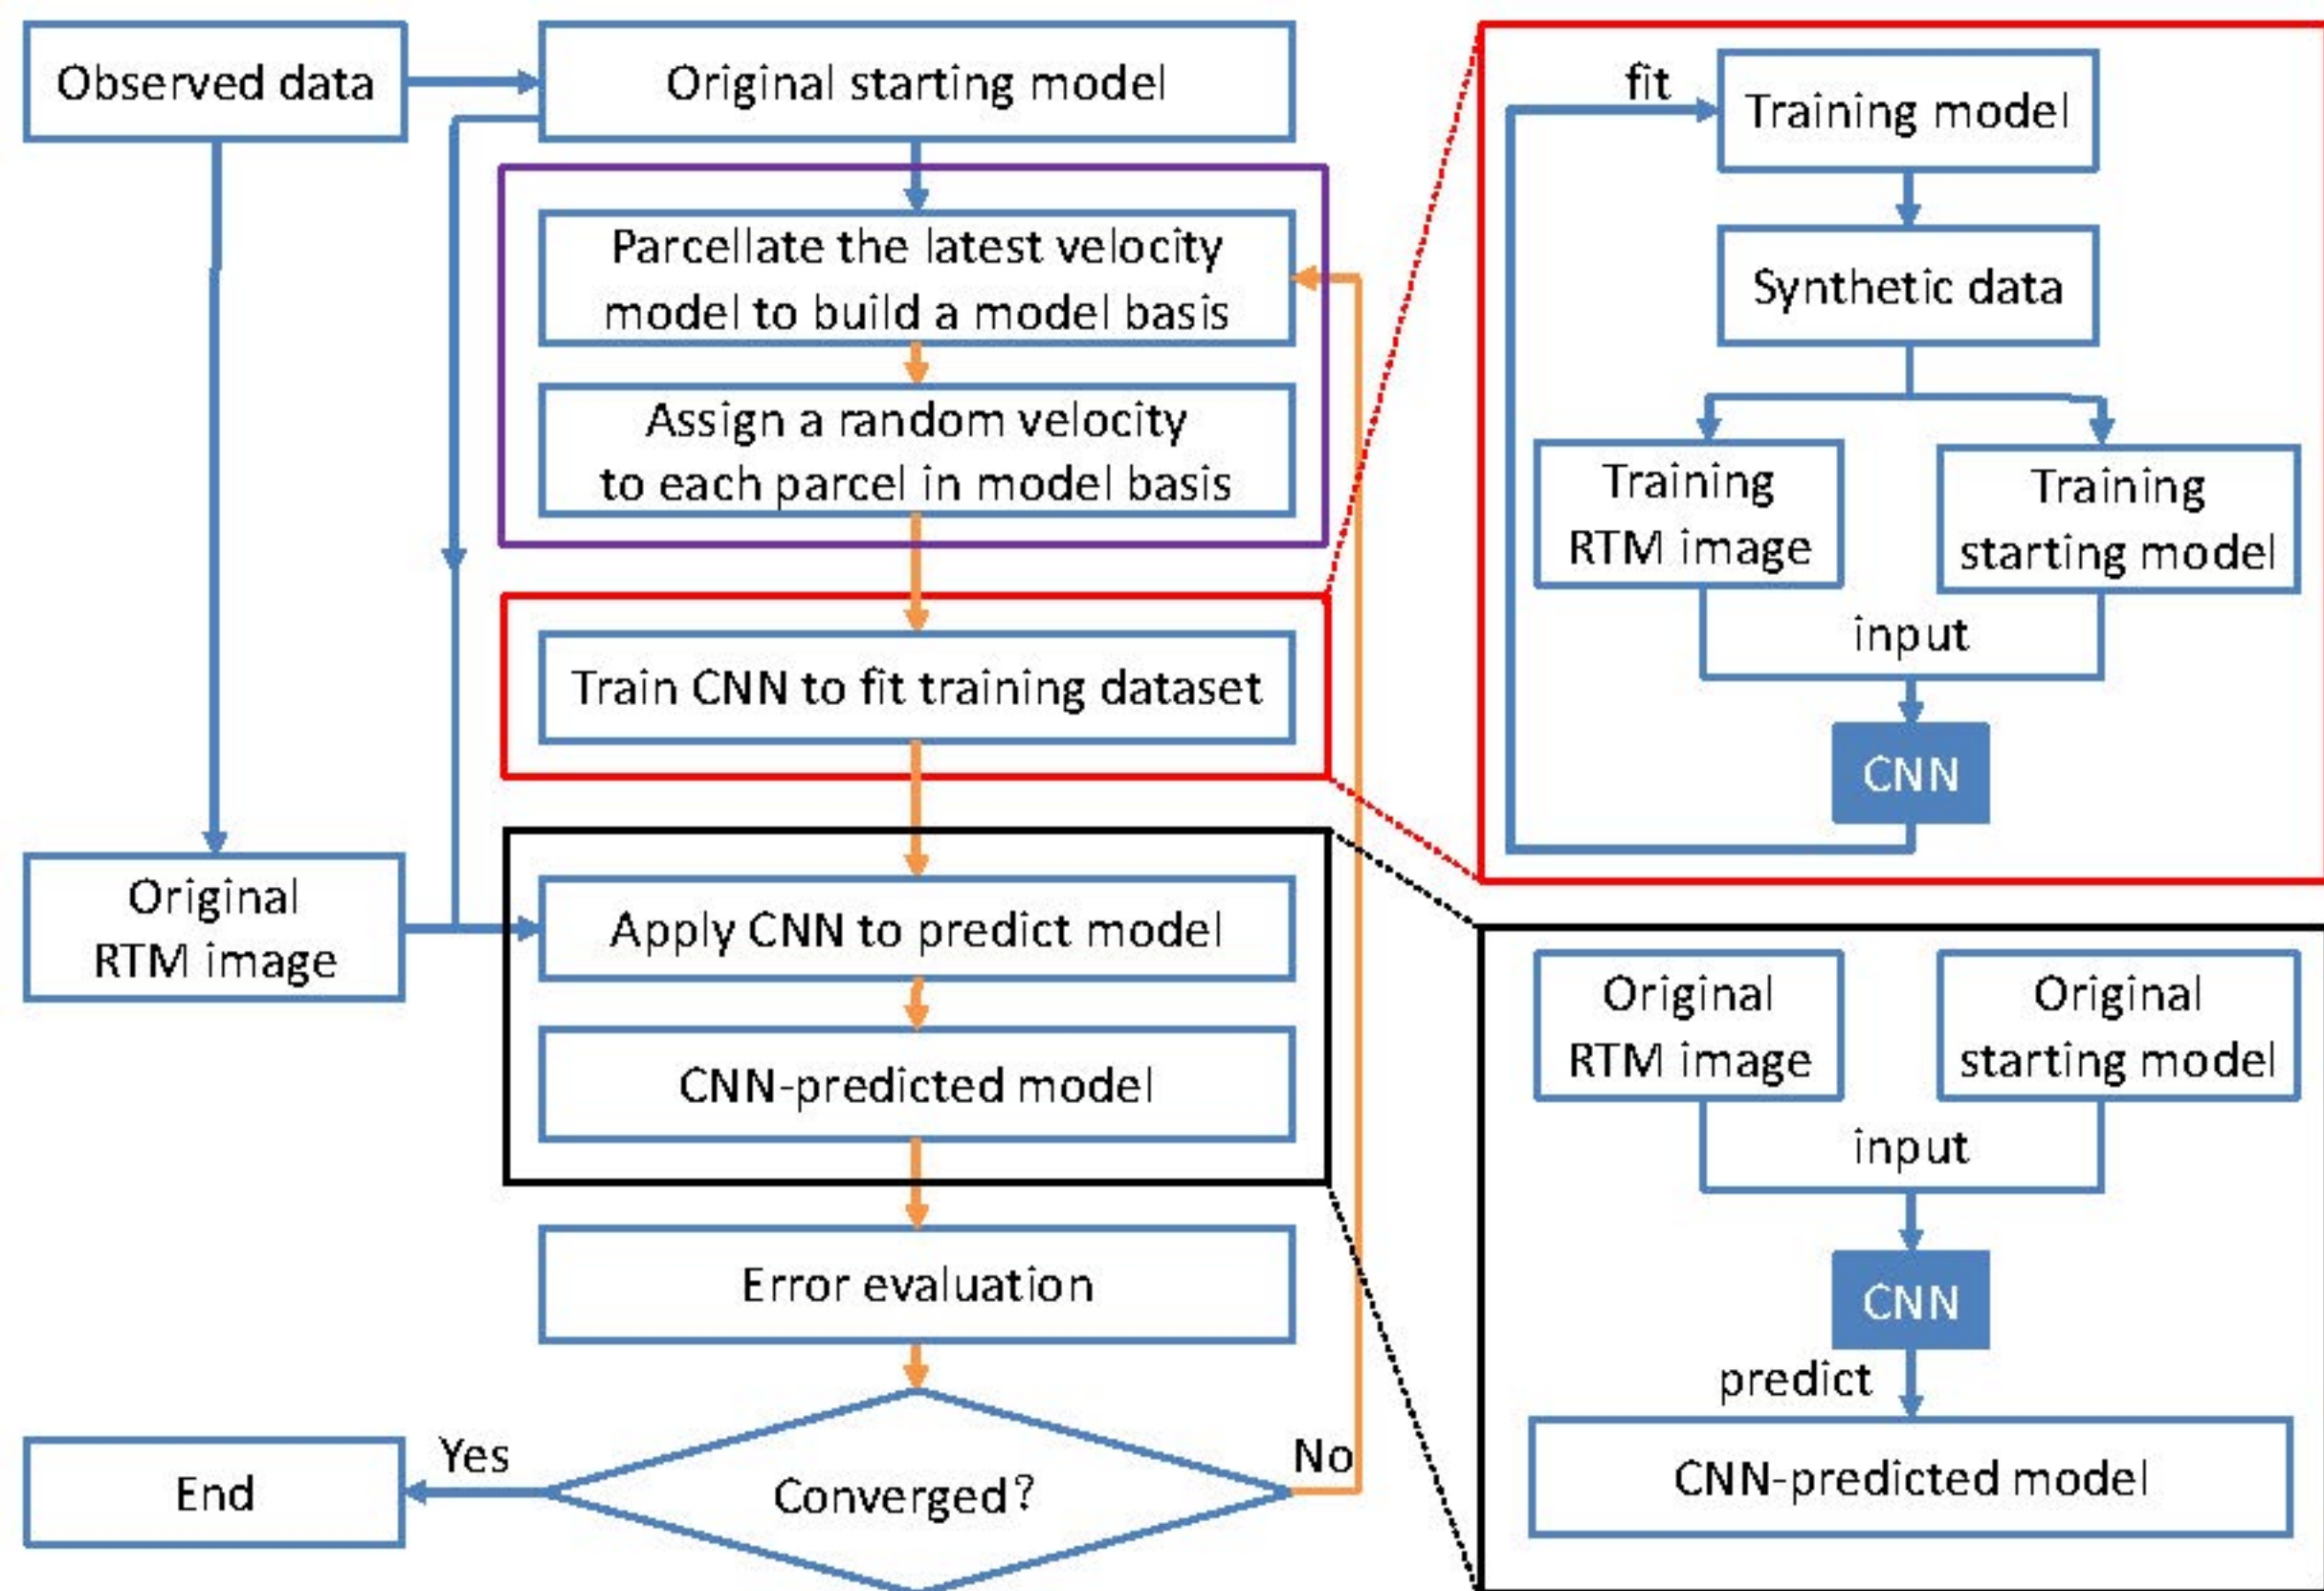 Observed data
Original starting model
Parcellate the latest velocity
model to build a model basis
Assign a random velocity
to each parcel in model basis
Train CNN to fit training dataset
Original
RTM image
Apply CNN to predict model
CNN-predicted model
Error evaluation
Converged?
Yes
No
End
fit
Training model
Synthetic data
Training
RTM image
Training
starting model
input
CNN
Original
RTM image
Original
starting model
input
CNN
predict
CNN-predicted model